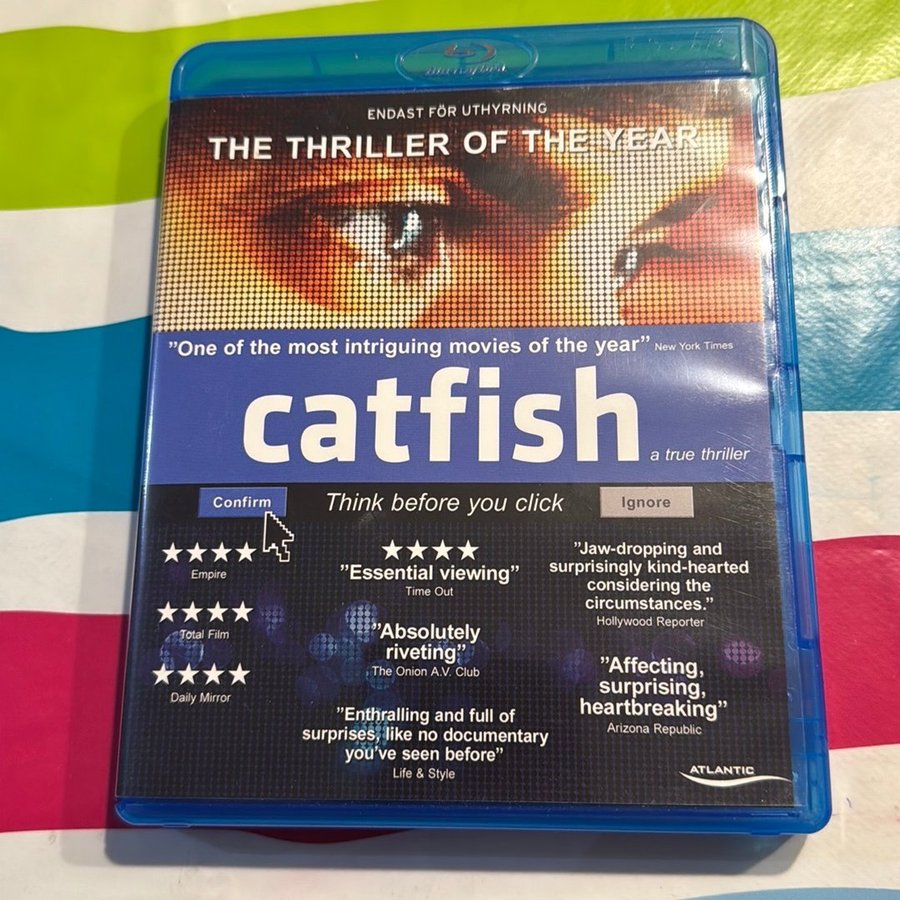 Blu-ray Disc
ENDAST FÖR UTHYRNING
THE THRILLER OF THE YEAR
”One of the most intriguing movies of the year” New York Times
catfish
a true thriller
Confirm
Think before you click
Ignore
★★★★
Empire
★★★★
Total Film
★★★★
Daily Mirror
★★★★
”Essential viewing”
Time Out
”Absolutely
riveting”
The Onion A.V. Club
”Enthralling and full of
surprises, like no documentary
you’ve seen before”
Life & Style
”Jaw-dropping and
surprisingly kind-hearted
considering the
circumstances.”
Hollywood Reporter
”Affecting,
surprising,
heartbreaking”
Arizona Republic
ATLANTIC